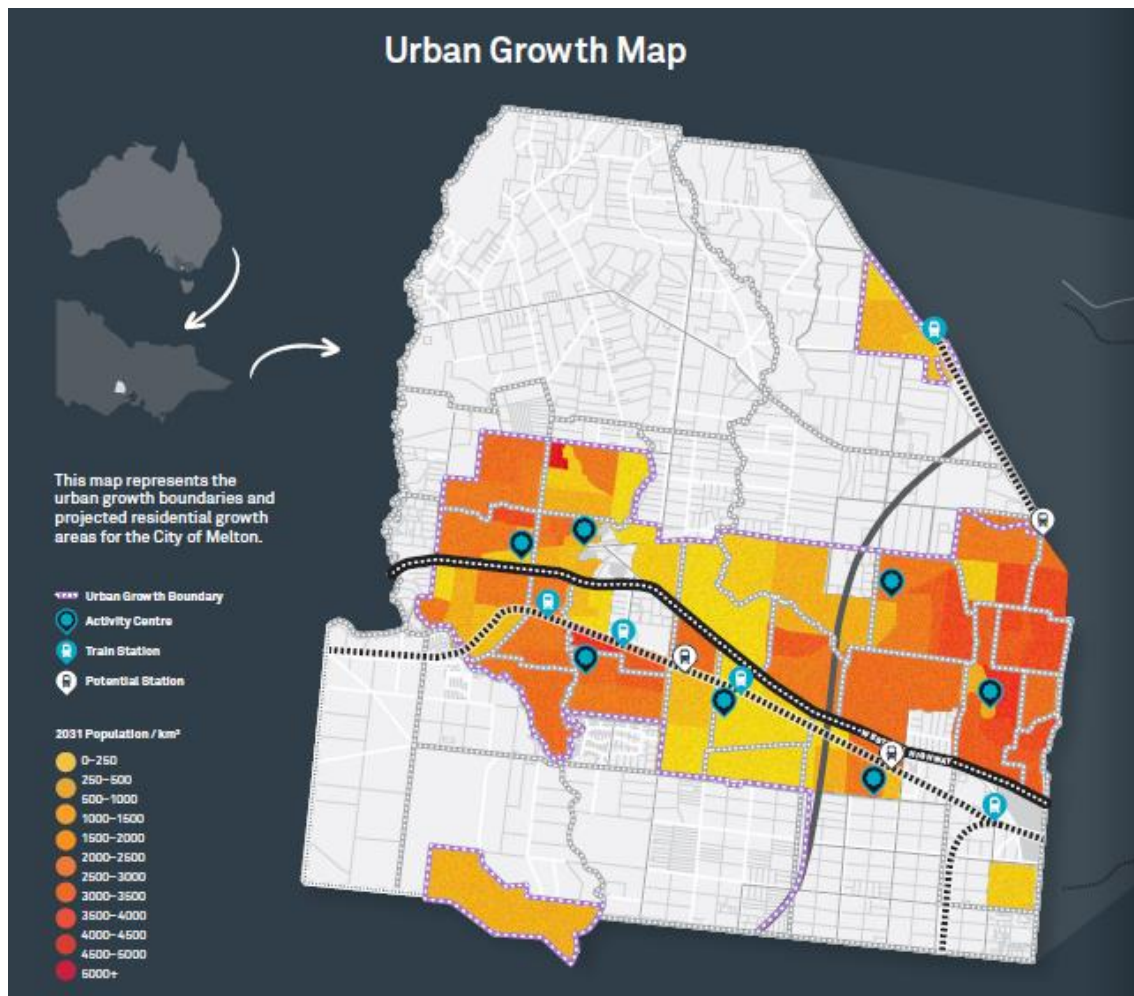 Urban Growth Map
This map represents the
urban growth boundaries and
projected residential growth
areas for the City of Melton.
Urban Growth Boundary
Activity Centre
Train Station
Potential Station
2031 Population / km²
0-250
250-500
500-1000
1000-1500
1500-2000
2000-2500
2500-3000
3000-3500
3500-4000
4000-4500
4500-5000
5000+
HIGHWAY